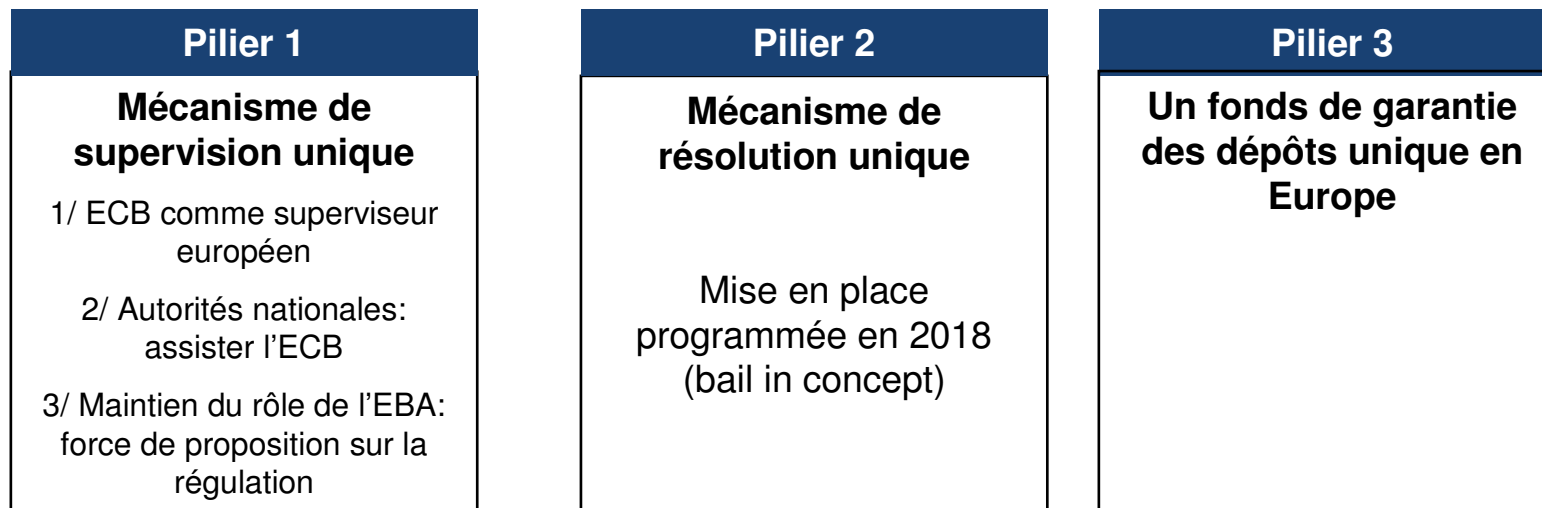 Pilier 1
Mécanisme de
supervision unique
1/ ECB comme superviseur
européen
2/ Autorités nationales:
assister l’ECB
3/ Maintien du rôle de l’EBA:
force de proposition sur la
régulation
Pilier 2
Mécanisme de
résolution unique
Mise en place
programmée en 2018
(bail in concept)
Pilier 3
Un fonds de garantie
des dépôts unique en
Europe